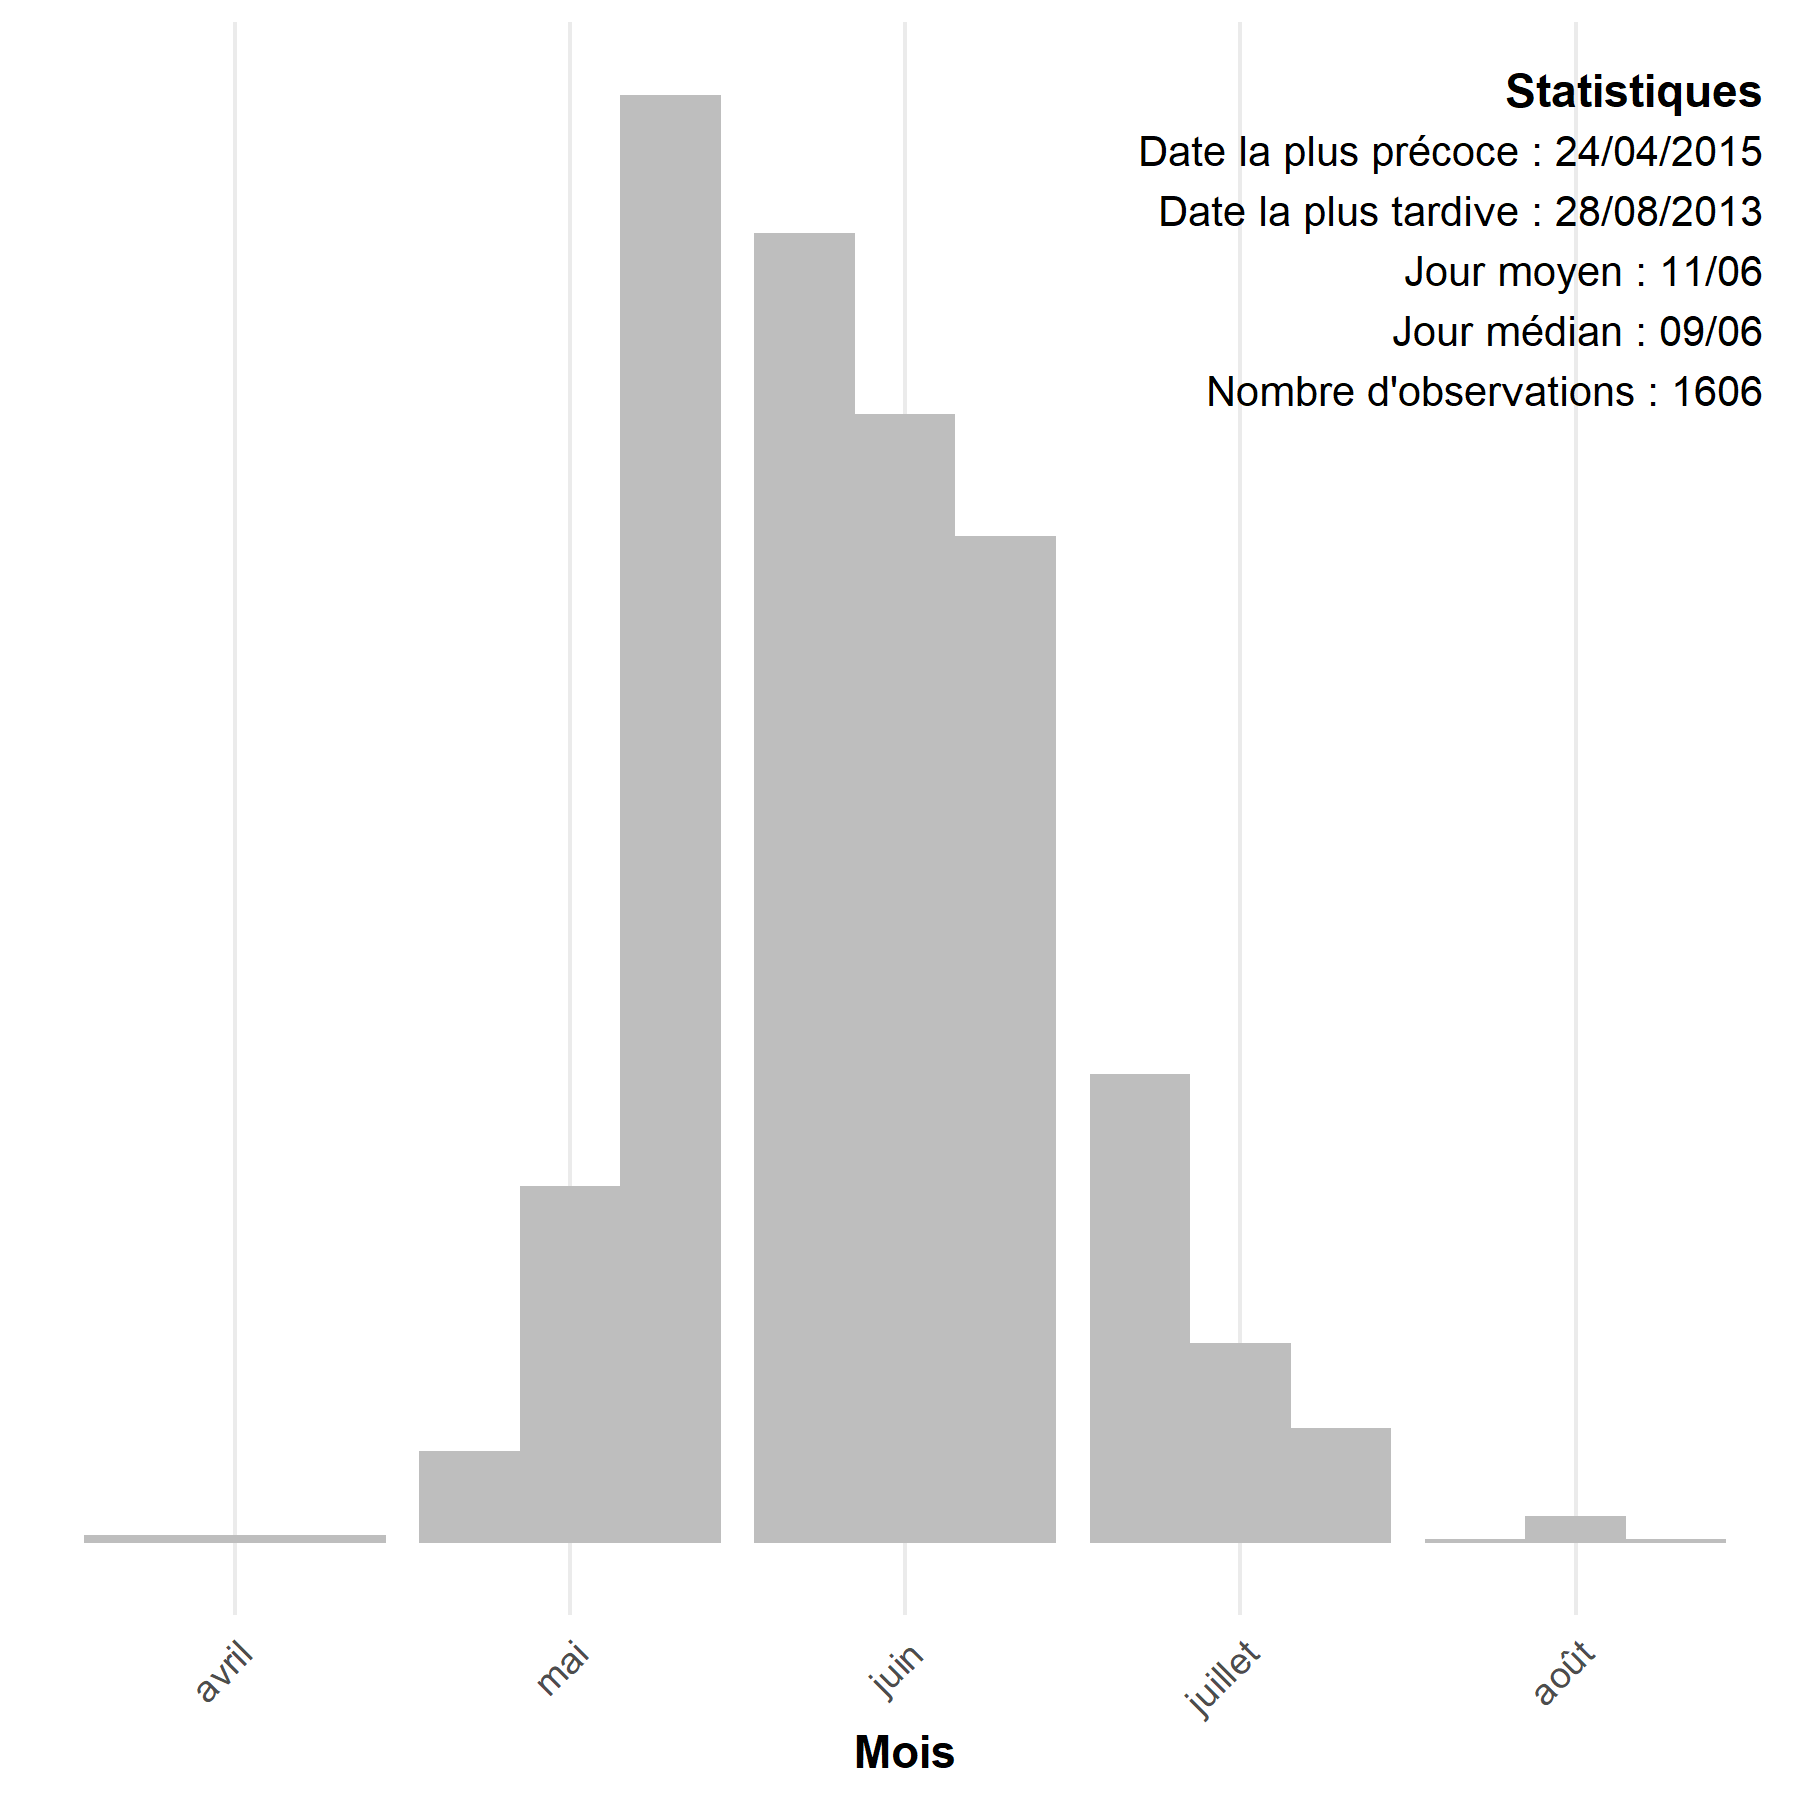 Statistiques
Date la plus précoce : 24/04/2015
Date la plus tardive : 28/08/2013
Jour moyen : 11/06
Jour médian : 09/06
Nombre d'observations : 1606
avril
mai
juin
juillet
août
Mois